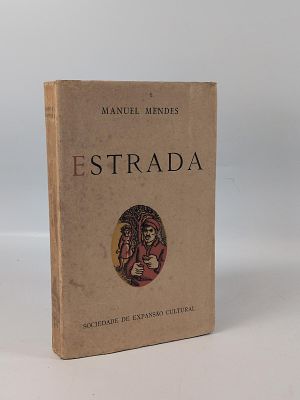 MANUEL MENDES
ESTRADA
SOCIEDADE DE EXPANSÃO CULTURAL